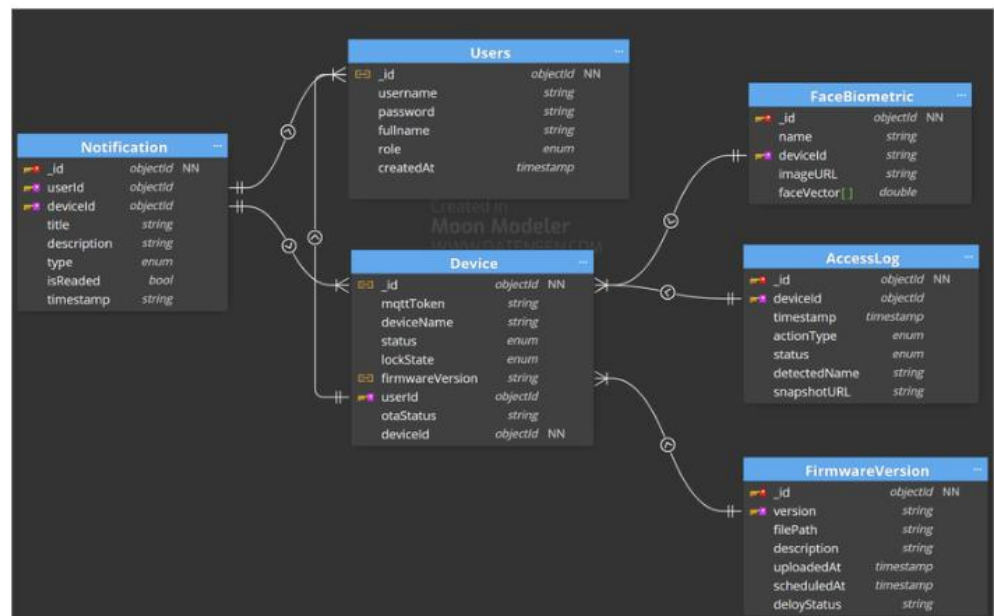 Users
_id objectId NN
username string
password string
fullname string
role enum
createdAt timestamp
FaceBiometric
_id objectId NN
name string
deviceId string
imageURL string
faceVector[] double
Notification
_id objectId NN
userId objectId
deviceId objectId
title string
description string
type enum
isReaded bool
timestamp string
Created in
Moon Modeler
Device
_id objectId NN
mqttToken string
deviceName string
status enum
lockState enum
firmwareVersion string
userId objectId
otaStatus string
deviceId objectId NN
AccessLog
_id objectId NN
deviceId objectId
timestamp timestamp
actionType enum
status enum
detectedName string
snapshotURL string
FirmwareVersion
_id objectId NN
version string
filePath string
description string
uploadedAt timestamp
scheduledAt timestamp
deloyStatus string